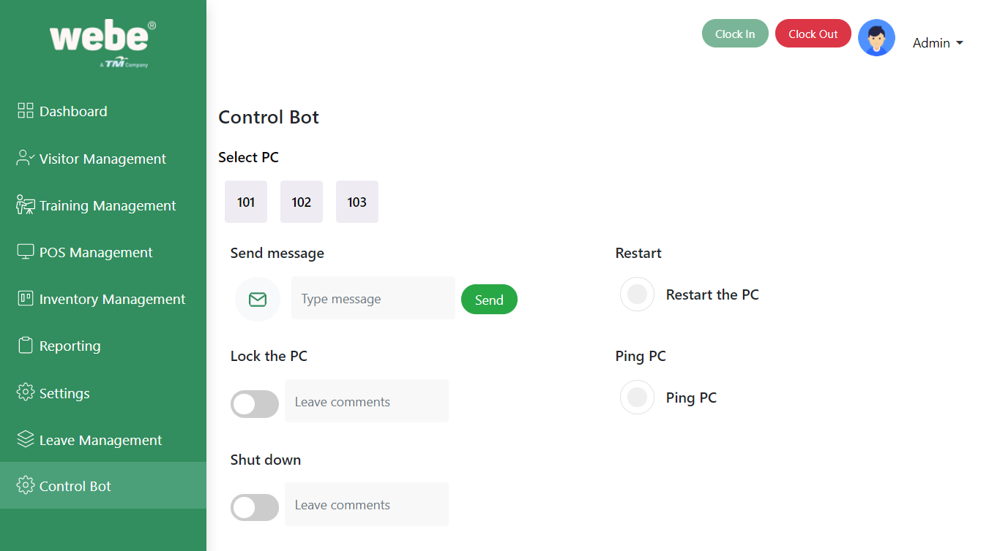 webe®
A TM Company
Clock In
Clock Out
Admin
Dashboard
Visitor Management
Training Management
POS Management
Inventory Management
Reporting
Settings
Leave Management
Control Bot
Control Bot
Select PC
101
102
103
Send message
Type message
Send
Restart
Restart the PC
Lock the PC
Leave comments
Ping PC
Ping PC
Shut down
Leave comments